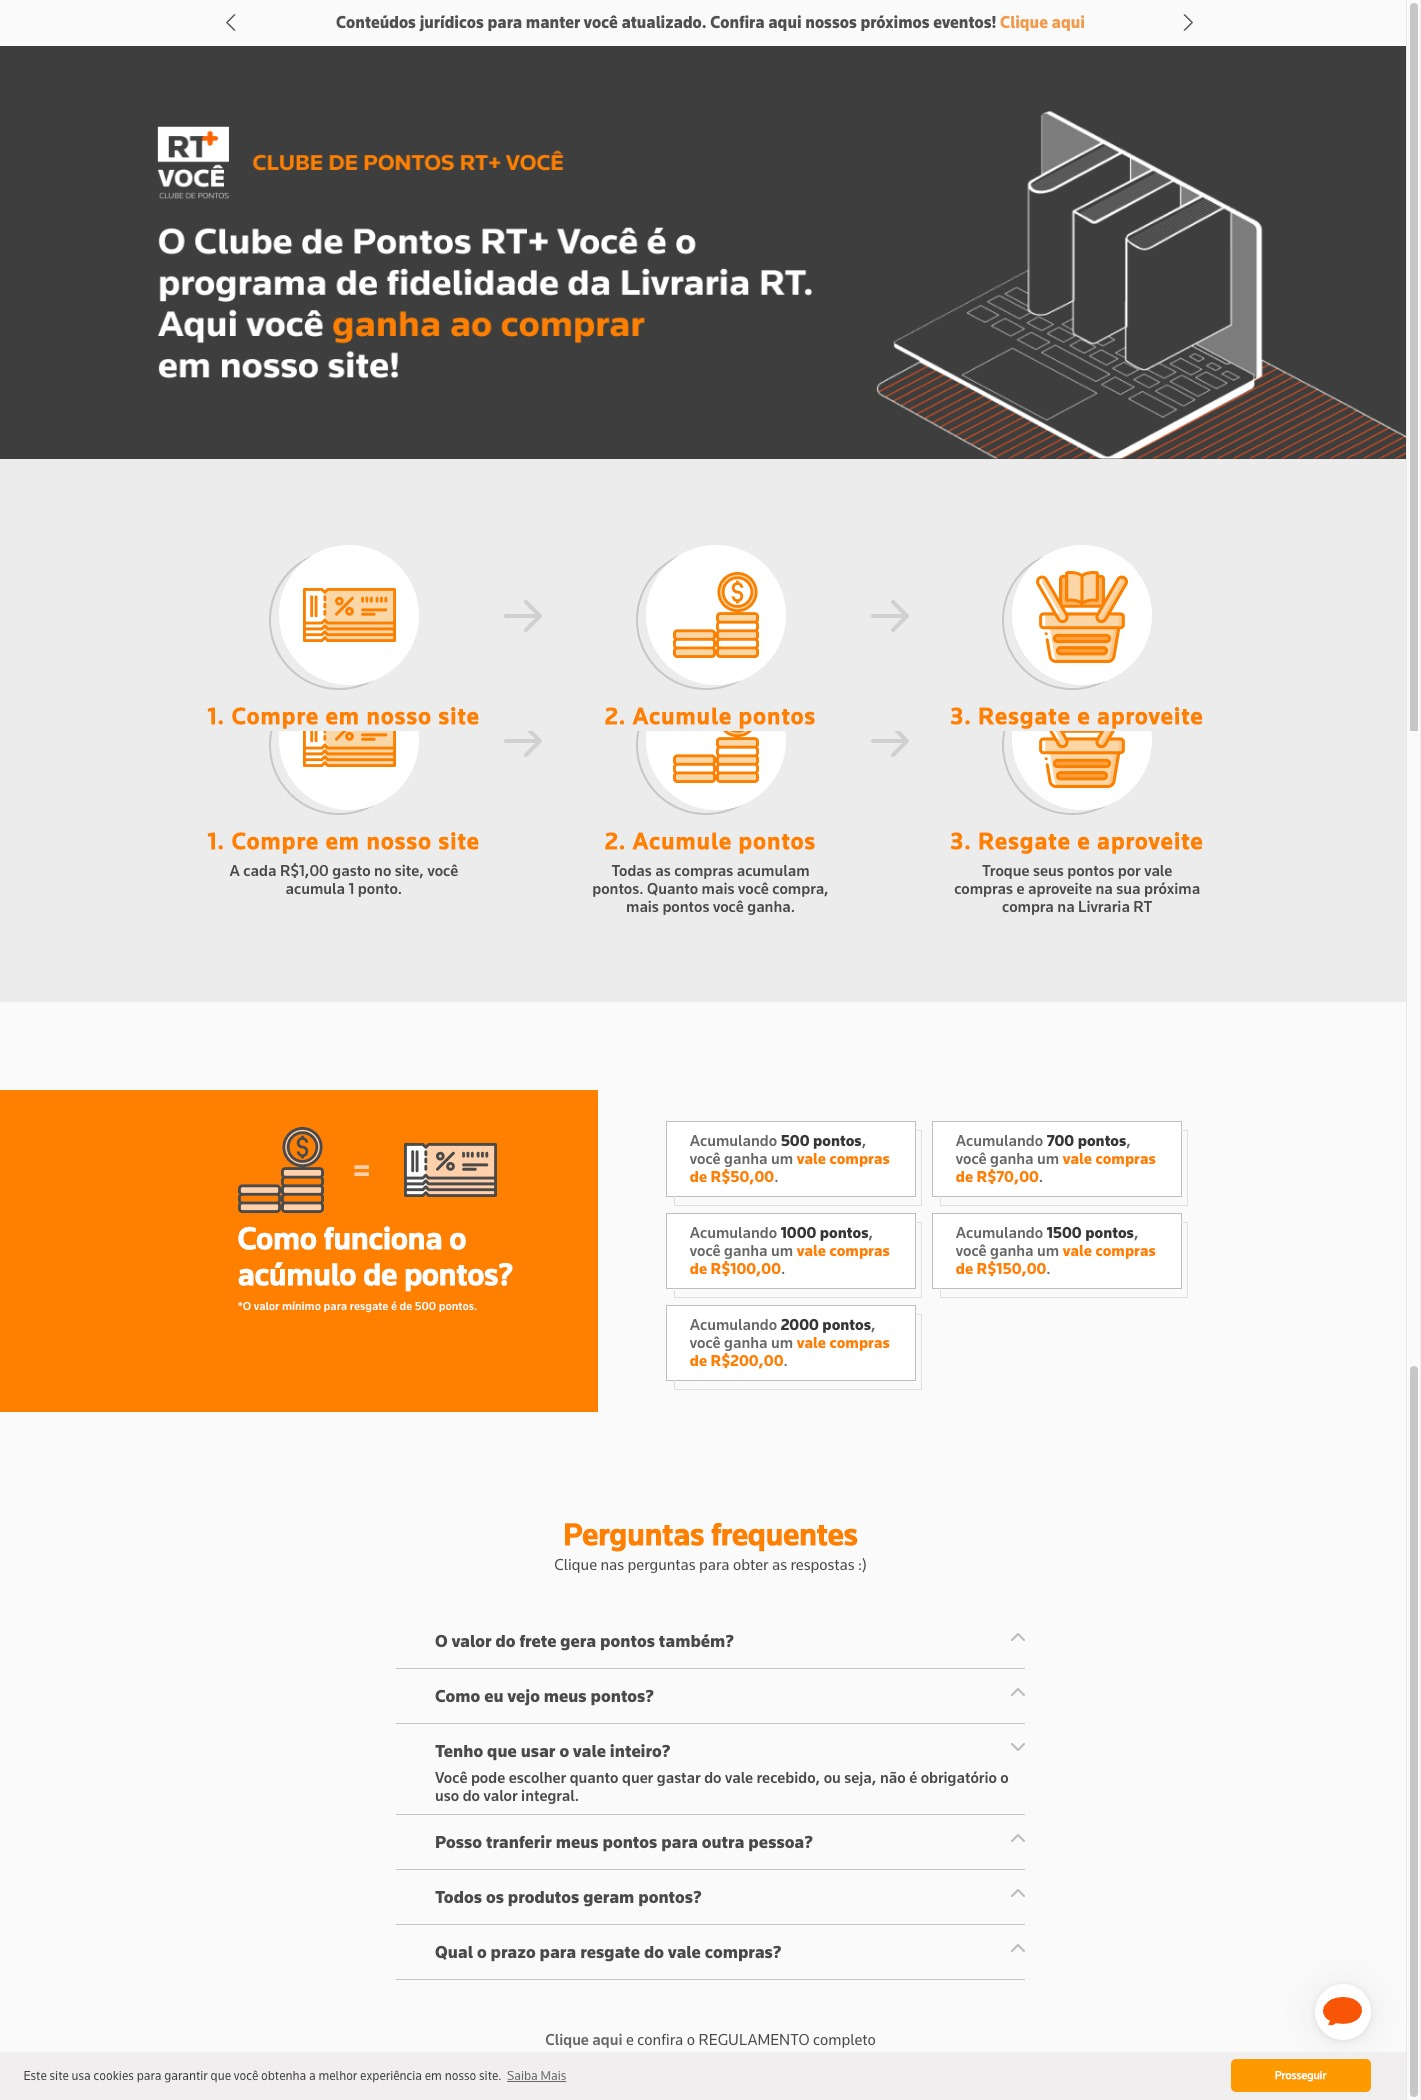 Conteúdos jurídicos para manter você atualizado. Confira aqui nossos próximos eventos! Clique aqui
RT+
VOCÊ
CLUBE DE PONTOS
CLUBE DE PONTOS RT+ VOCÊ
O Clube de Pontos RT+ Você é o
programa de fidelidade da Livraria RT.
Aqui você ganha ao comprar
em nosso site!
1. Compre em nosso site
2. Acumule pontos
3. Resgate e aproveite
1. Compre em nosso site
A cada R$1,00 gasto no site, você
acumula 1 ponto.
2. Acumule pontos
Todas as compras acumulam
pontos. Quanto mais você compra,
mais pontos você ganha.
3. Resgate e aproveite
Troque seus pontos por vale
compras e aproveite na sua próxima
compra na Livraria RT
=
Como funciona o
acúmulo de pontos?
*O valor mínimo para resgate é de 500 pontos.
Acumulando 500 pontos,
você ganha um vale compras
de R$50,00.
Acumulando 700 pontos,
você ganha um vale compras
de R$70,00.
Acumulando 1000 pontos,
você ganha um vale compras
de R$100,00.
Acumulando 1500 pontos,
você ganha um vale compras
de R$150,00.
Acumulando 2000 pontos,
você ganha um vale compras
de R$200,00.
Perguntas frequentes
Clique nas perguntas para obter as respostas :)
O valor do frete gera pontos também?
Como eu vejo meus pontos?
Tenho que usar o vale inteiro?
Você pode escolher quanto quer gastar do vale recebido, ou seja, não é obrigatório o
uso do valor integral.
Posso tranferir meus pontos para outra pessoa?
Todos os produtos geram pontos?
Qual o prazo para resgate do vale compras?
Clique aqui e confira o REGULAMENTO completo
Este site usa cookies para garantir que você obtenha a melhor experiência em nosso site. Saiba Mais
Prosseguir